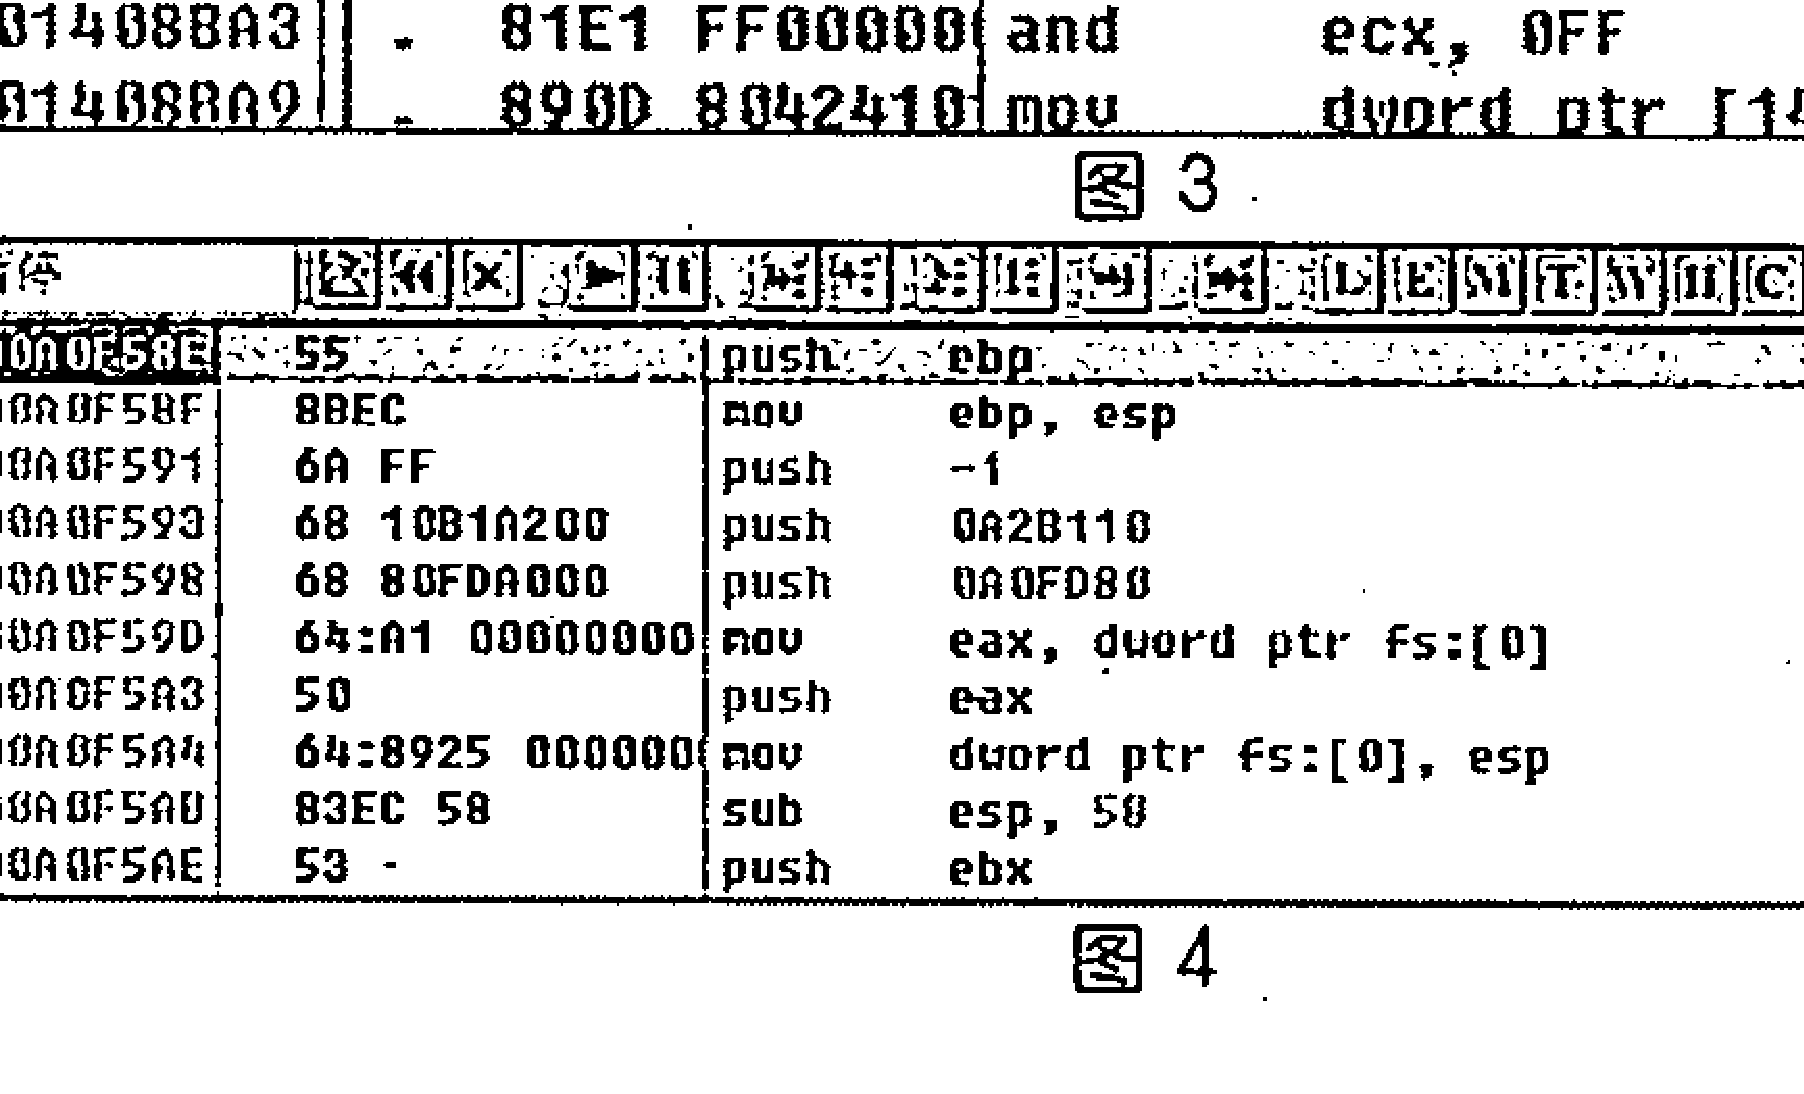 01408BA3 . 81E1 FF00000 and ecx, 0FF
014088A9 . 890D 8042410 mov dword ptr [14
图 3
停
L E M T W H C
0A0F58E 55 push ebp
0A0F58F 8BEC mov ebp, esp
0A0F591 6A FF push -1
0A0F593 68 10B1A200 push 0A2B110
0A0F598 68 80FDA000 push 0A0FD80
0A0F59D 64:A1 00000000 mov eax, dword ptr fs:[0]
0A0F5A3 50 push eax
0A0F5A4 64:8925 000000 mov dword ptr fs:[0], esp
0A0F5AB 83EC 58 sub esp, 58
0A0F5AE 53 - push ebx
图 4